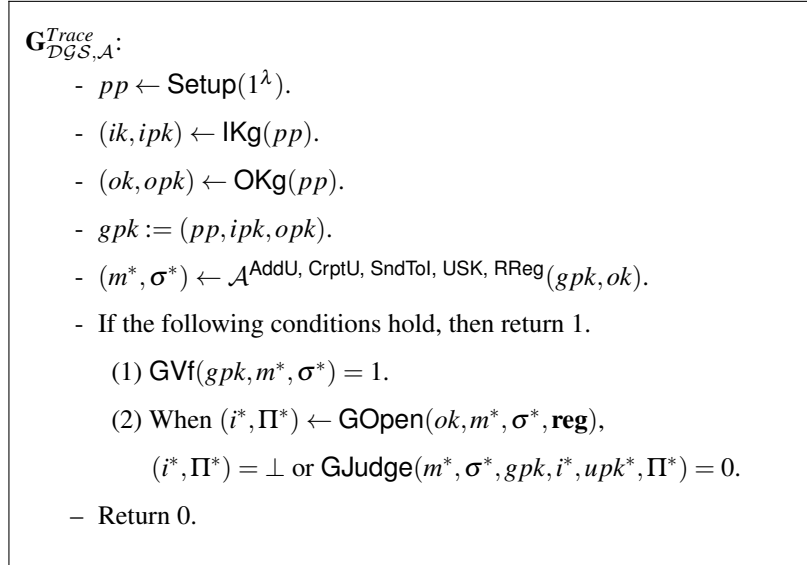 G^{Trace}_{DGS,A}:
- pp ← Setup(1^λ).
- (ik, ipk) ← IKg(pp).
- (ok, opk) ← OKg(pp).
- gpk := (pp, ipk, opk).
- (m*, σ*) ← A^{AddU, CrptU, SndToI, USK, RReg}(gpk, ok).
- If the following conditions hold, then return 1.
(1) GVf(gpk, m*, σ*) = 1.
(2) When (i*, Π*) ← GOpen(ok, m*, σ*, reg),
(i*, Π*) = ⊥ or GJudge(m*, σ*, gpk, i*, upk*, Π*) = 0.
– Return 0.